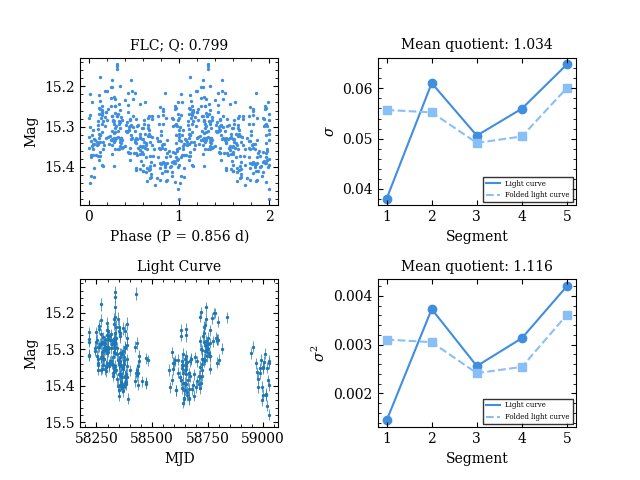 FLC; Q: 0.799
Mag
15.2
15.3
15.4
0
1
2
Phase (P = 0.856 d)
Mean quotient: 1.034
σ
0.06
0.05
0.04
Light curve
Folded light curve
1
2
3
4
5
Segment
Light Curve
Mag
15.2
15.3
15.4
15.5
58250
58500
58750
59000
MJD
Mean quotient: 1.116
σ²
0.004
0.003
0.002
Light curve
Folded light curve
1
2
3
4
5
Segment